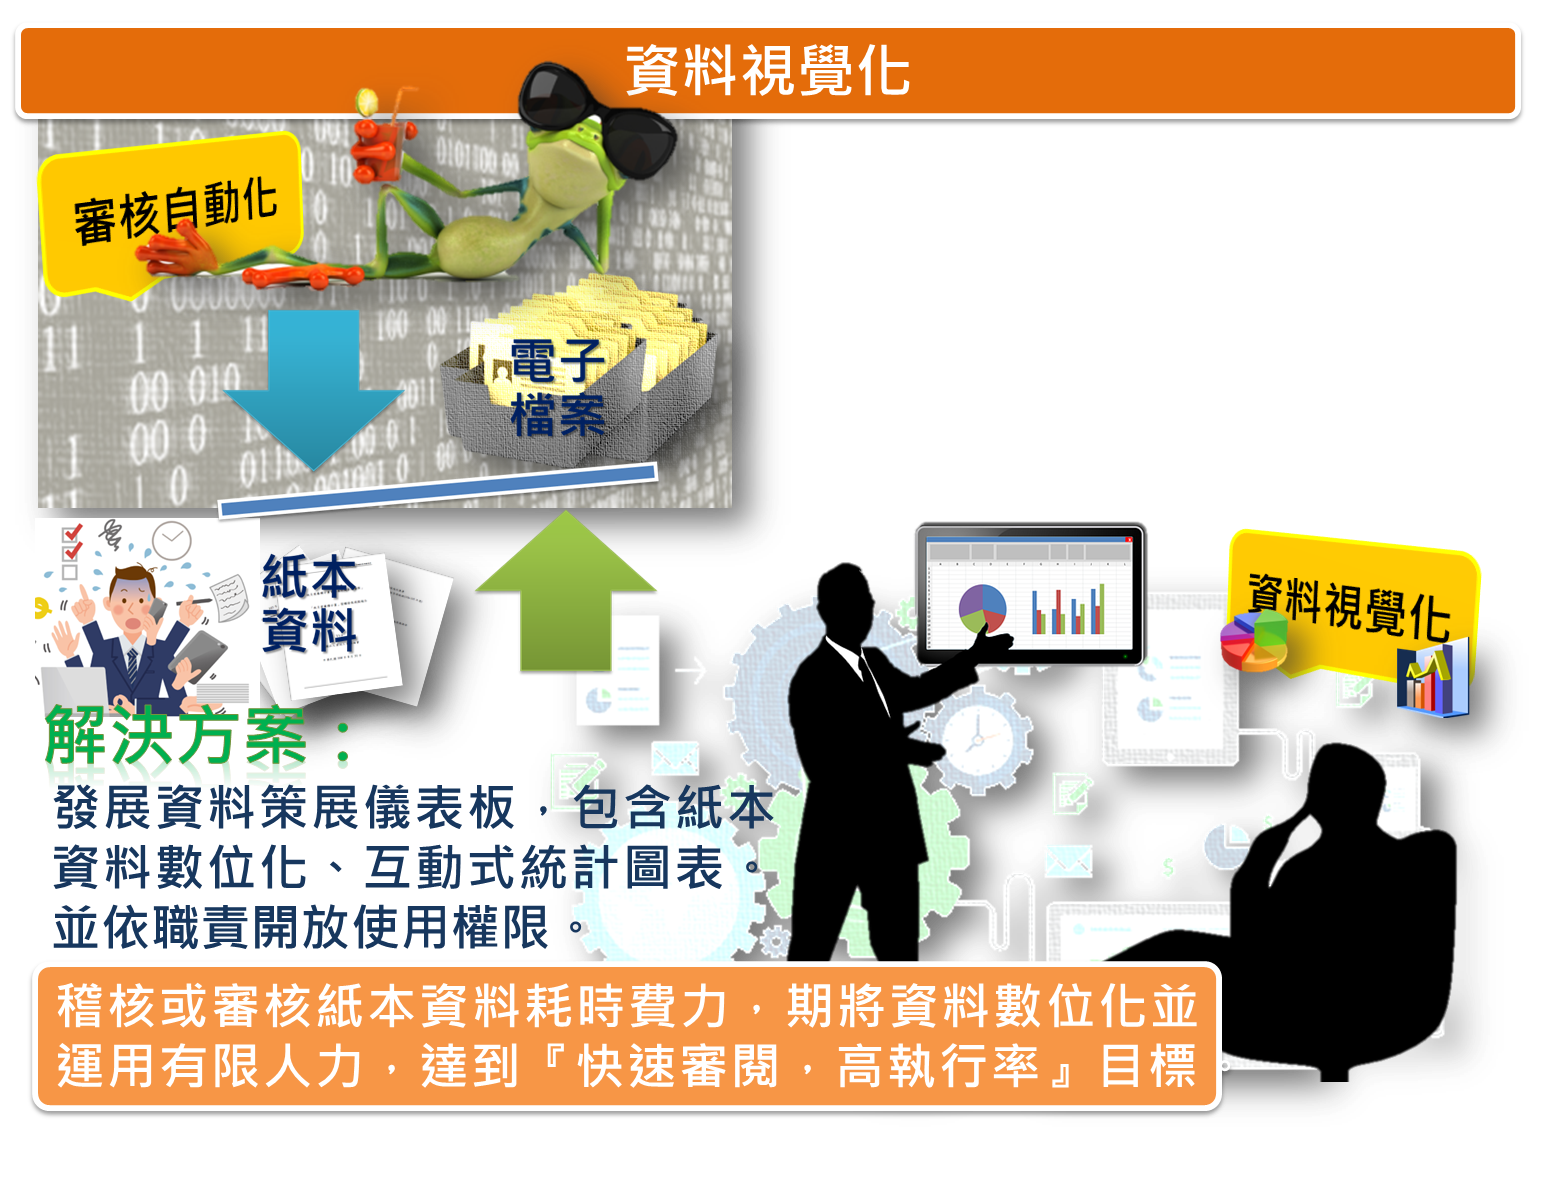 資料視覺化
審核自動化
電子
檔案
紙本
資料
資料視覺化
解決方案：
發展資料策展儀表板，包含紙本
資料數位化、互動式統計圖表。
並依職責開放使用權限。
稽核或審核紙本資料耗時費力，期將資料數位化並
運用有限人力，達到『快速審閱，高執行率』目標。